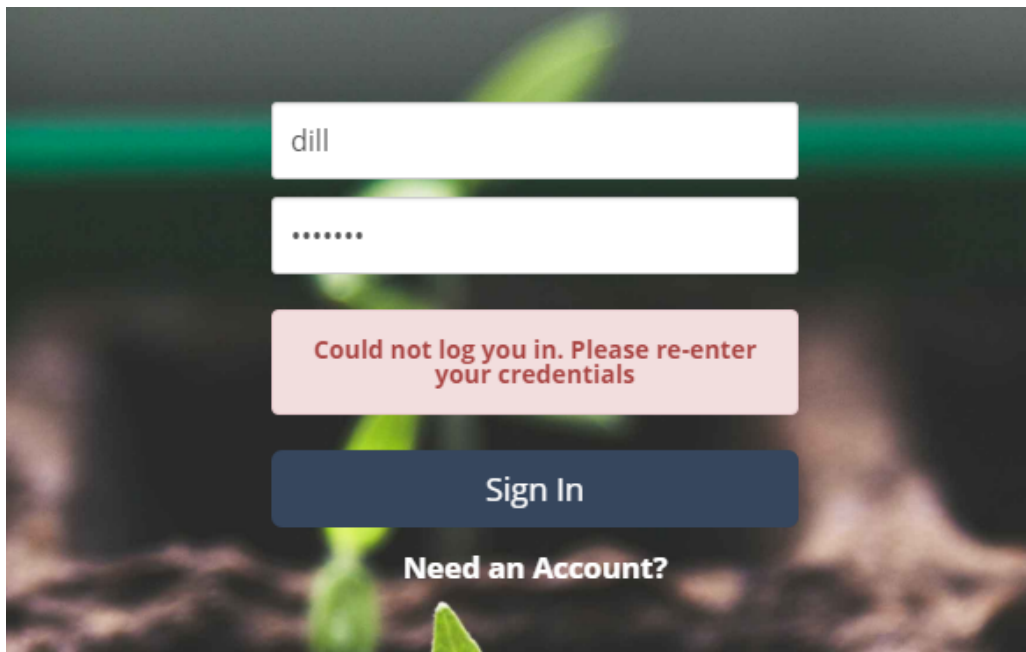 dill
•••••••
Could not log you in. Please re-enter
your credentials
Sign In
Need an Account?